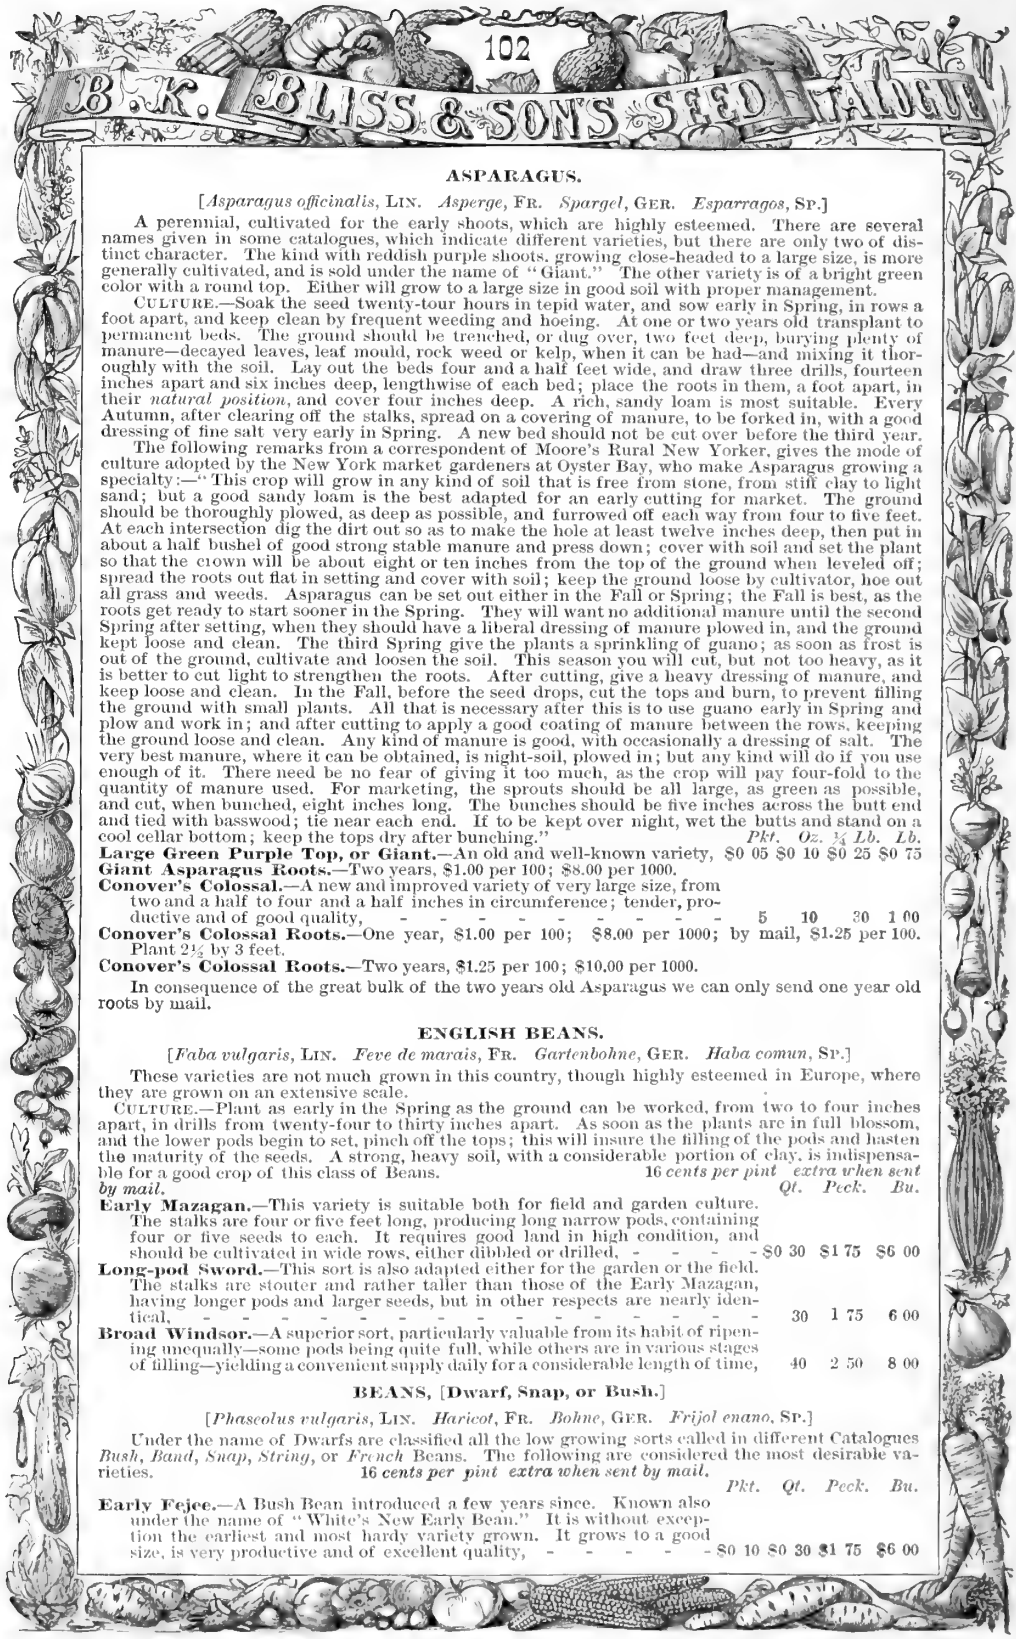 102
B. K. BLISS & SON'S SEED CATALOGUE
ASPARAGUS.
[Asparagus officinalis, LIN. Asperge, FR. Spargel, GER. Esparragos, SP.]
A perennial, cultivated for the early shoots, which are highly esteemed. There are several
names given in some catalogues, which indicate different varieties, but there are only two of dis-
tinct character. The kind with reddish purple shoots, growing close-headed to a large size, is more
generally cultivated, and is sold under the name of "Giant." The other variety is of a bright green
color with a round top. Either will grow to a large size in good soil with proper management.
CULTURE.—Soak the seed twenty-tour hours in tepid water, and sow early in Spring, in rows a
foot apart, and keep clean by frequent weeding and hoeing. At one or two years old transplant to
permanent beds. The ground should be trenched, or dug over, two feet deep, burying plenty of
manure—decayed leaves, leaf mould, rock weed or kelp, when it can be had—and mixing it thor-
oughly with the soil. Lay out the beds four and a half feet wide, and draw three drills, fourteen
inches apart and six inches deep, lengthwise of each bed; place the roots in them, a foot apart, in
their natural position, and cover four inches deep. A rich, sandy loam is most suitable. Every
Autumn, after clearing off the stalks, spread on a covering of manure, to be forked in, with a good
dressing of fine salt very early in Spring. A new bed should not be cut over before the third year.
The following remarks from a correspondent of Moore's Rural New Yorker, gives the mode of
culture adopted by the New York market gardeners at Oyster Bay, who make Asparagus growing a
specialty:—"This crop will grow in any kind of soil that is free from stone, from stiff clay to light
sand; but a good sandy loam is the best adapted for an early cutting for market. The ground
should be thoroughly plowed, as deep as possible, and furrowed off each way from four to five feet.
At each intersection dig the dirt out so as to make the hole at least twelve inches deep, then put in
about a half bushel of good strong stable manure and press down; cover with soil and set the plant
so that the crown will be about eight or ten inches from the top of the ground when leveled off;
spread the roots out flat in setting and cover with soil; keep the ground loose by cultivator, hoe out
all grass and weeds. Asparagus can be set out either in the Fall or Spring; the Fall is best, as the
roots get ready to start sooner in the Spring. They will want no additional manure until the second
Spring after setting, when they should have a liberal dressing of manure plowed in, and the ground
kept loose and clean. The third Spring give the plants a sprinkling of guano; as soon as frost is
out of the ground, cultivate and loosen the soil. This season you will cut, but not too heavy, as it
is better to cut light to strengthen the roots. After cutting, give a heavy dressing of manure, and
keep loose and clean. In the Fall, before the seed drops, cut the tops and burn, to prevent filling
the ground with small plants. All that is necessary after this is to use guano early in Spring and
plow and work in; and after cutting to apply a good coating of manure between the rows, keeping
the ground loose and clean. Any kind of manure is good, with occasionally a dressing of salt. The
very best manure, where it can be obtained, is night-soil, plowed in; but any kind will do if you use
enough of it. There need be no fear of giving it too much, as the crop will pay four-fold to the
quantity of manure used. For marketing, the sprouts should be all large, as green as possible,
and cut, when bunched, eight inches long. The bunches should be five inches across the butt end
and tied with basswood; tie near each end. If to be kept over night, wet the butts and stand on a
cool cellar bottom; keep the tops dry after bunching." Pkt. Oz. ¼ Lb. Lb.
Large Green Purple Top, or Giant.—An old and well-known variety, $0 05 $0 10 $0 25 $0 75
Giant Asparagus Roots.—Two years, $1.00 per 100; $8.00 per 1000.
Conover's Colossal.—A new and improved variety of very large size, from
two and a half to four and a half inches in circumference; tender, pro-
ductive and of good quality, - - - - - - - - - 5 10 30 1 00
Conover's Colossal Roots.—One year, $1.00 per 100; $8.00 per 1000; by mail, $1.25 per 100.
Plant 2½ by 3 feet.
Conover's Colossal Roots.—Two years, $1.25 per 100; $10.00 per 1000.
In consequence of the great bulk of the two years old Asparagus we can only send one year old
roots by mail.
ENGLISH BEANS.
[Faba vulgaris, LIN. Feve de marais, FR. Gartenbohne, GER. Haba comun, SP.]
These varieties are not much grown in this country, though highly esteemed in Europe, where
they are grown on an extensive scale.
CULTURE.—Plant as early in the Spring as the ground can be worked, from two to four inches
apart, in drills from twenty-four to thirty inches apart. As soon as the plants are in full blossom,
and the lower pods begin to set, pinch off the tops; this will insure the filling of the pods and hasten
the maturity of the seeds. A strong, heavy soil, with a considerable portion of clay, is indispensa-
ble for a good crop of this class of Beans. 16 cents per pint extra when sent
by mail. Qt. Peck. Bu.
Early Mazagan.—This variety is suitable both for field and garden culture.
The stalks are four or five feet long, producing long narrow pods, containing
four or five seeds to each. It requires good land in high condition, and
should be cultivated in wide rows, either dibbled or drilled, - - - - $0 30 $1 75 $6 00
Long-pod Sword.—This sort is also adapted either for the garden or the field.
The stalks are stouter and rather taller than those of the Early Mazagan,
having longer pods and larger seeds, but in other respects are nearly iden-
tical, - - - - - - - - - - - - - - - 30 1 75 6 00
Broad Windsor.—A superior sort, particularly valuable from its habit of ripen-
ing unequally—some pods being quite full, while others are in various stages
of filling—yielding a convenient supply daily for a considerable length of time, 40 2 50 8 00
BEANS, [Dwarf, Snap, or Bush.]
[Phaseolus vulgaris, LIN. Haricot, FR. Bohne, GER. Frijol enano, SP.]
Under the name of Dwarfs are classified all the low growing sorts called in different Catalogues
Bush, Band, Snap, String, or French Beans. The following are considered the most desirable va-
rieties. 16 cents per pint extra when sent by mail.
Pkt. Qt. Peck. Bu.
Early Fejee.—A Bush Bean introduced a few years since. Known also
under the name of "White's New Early Bean." It is without excep-
tion the earliest and most hardy variety grown. It grows to a good
size, is very productive and of excellent quality, - - - - - $0 10 $0 30 $1 75 $6 00